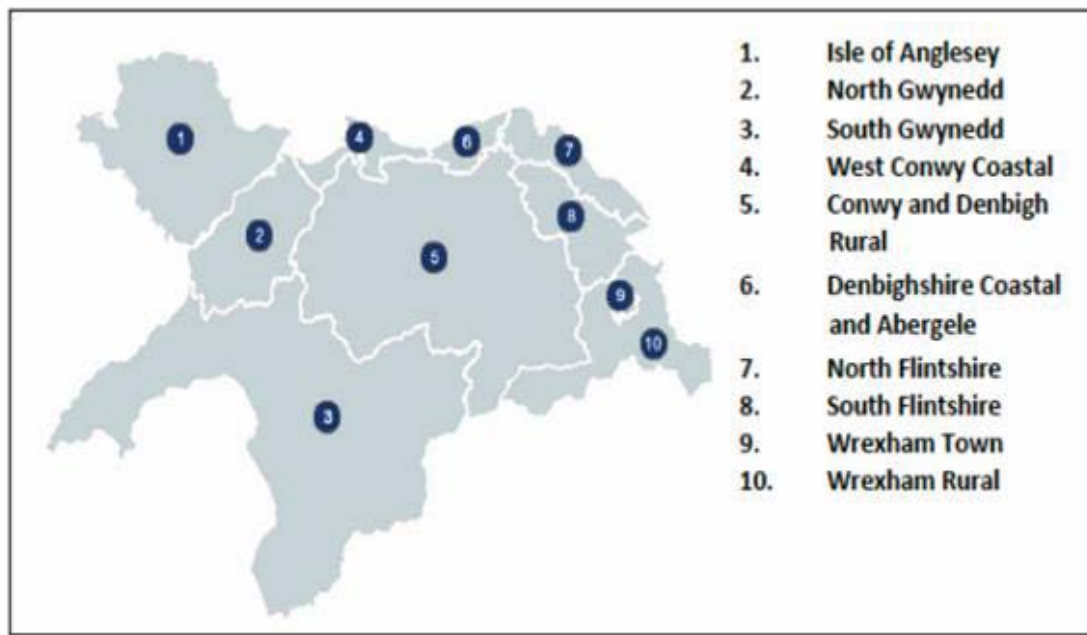 1. Isle of Anglesey
2. North Gwynedd
3. South Gwynedd
4. West Conwy Coastal
5. Conwy and Denbigh
Rural
6. Denbighshire Coastal
and Abergele
7. North Flintshire
8. South Flintshire
9. Wrexham Town
10. Wrexham Rural
1
4
6
7
8
2
5
9
10
3